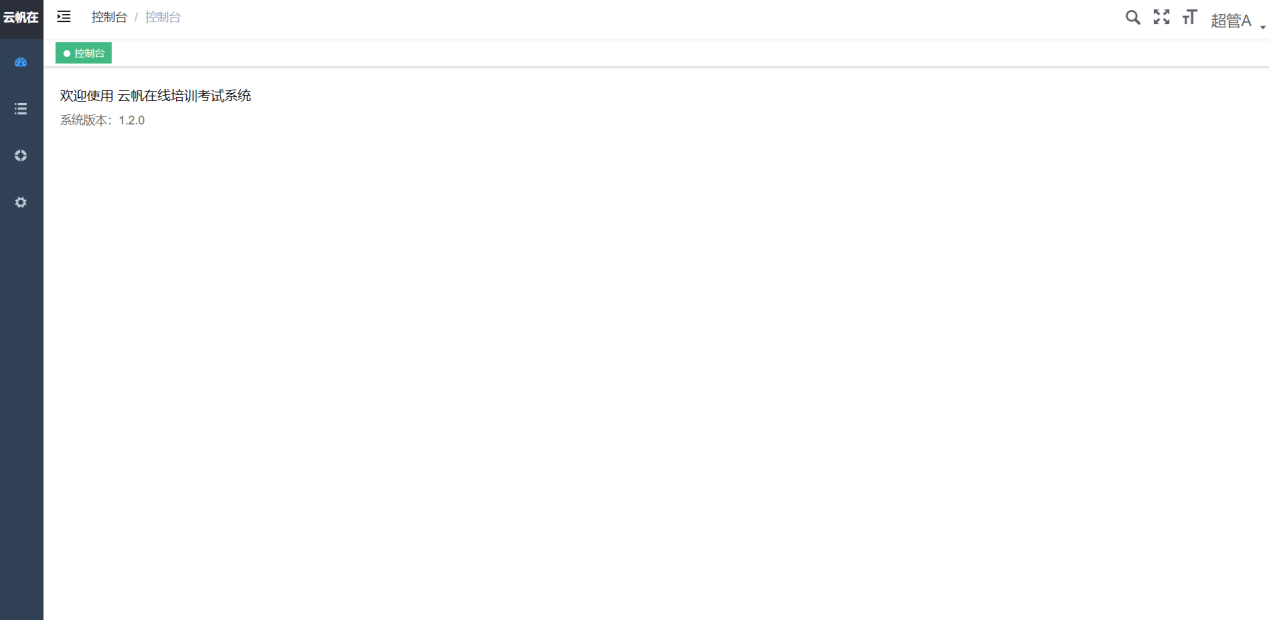 云帆在
控制台 / 控制台
超管A
控制台
欢迎使用 云帆在线培训考试系统
系统版本：1.2.0